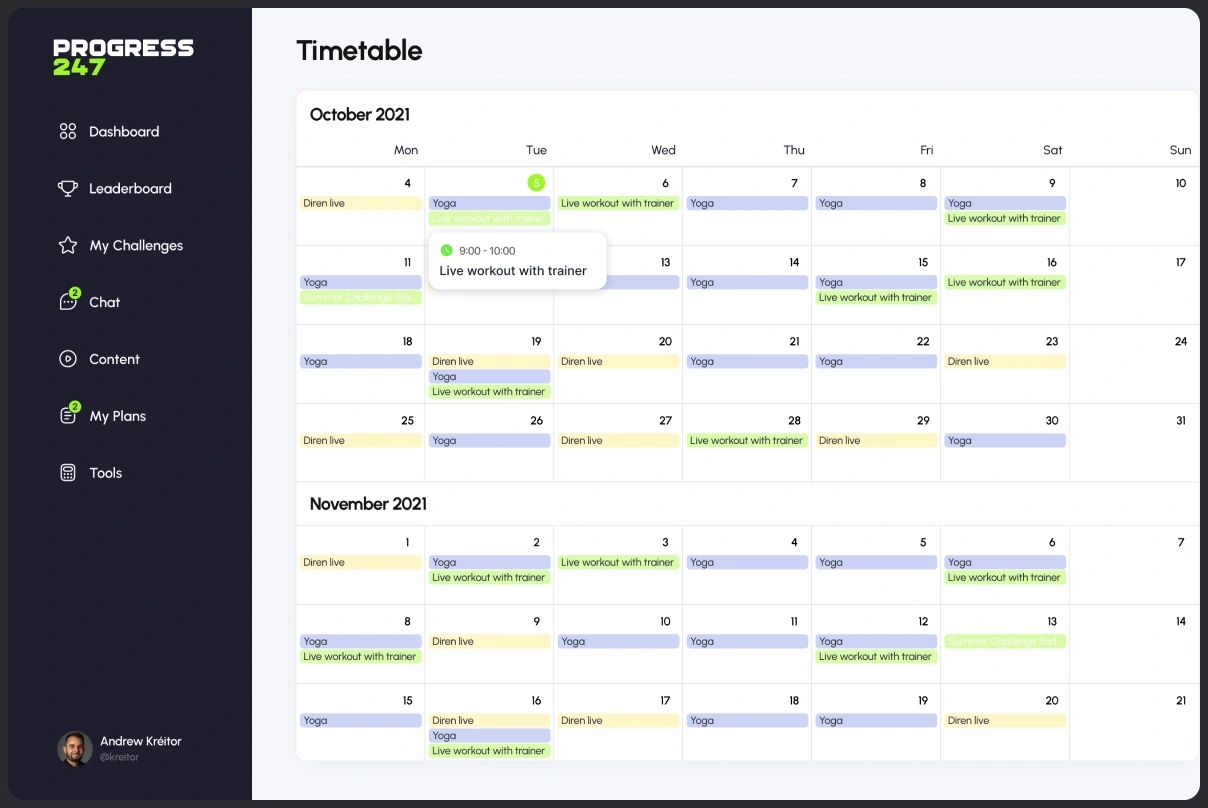 PROGRESS
247
Dashboard
Leaderboard
My Challenges
2
Chat
Content
2
My Plans
Tools
Andrew Kréitor
@kreitor
Timetable
October 2021
Mon Tue Wed Thu Fri Sat Sun
4 5 6 7 8 9 10
Diren live Yoga Live workout with trainer Yoga Yoga Yoga
Live workout with trainer Live workout with trainer
9:00 - 10:00
Live workout with trainer
11 13 14 15 16 17
Yoga Yoga Yoga Live workout with trainer
Summer Challenge Sta... Live workout with trainer
18 19 20 21 22 23 24
Yoga Diren live Diren live Yoga Yoga Diren live
Yoga
Live workout with trainer
25 26 27 28 29 30 31
Diren live Yoga Diren live Live workout with trainer Diren live Yoga
November 2021
1 2 3 4 5 6 7
Diren live Yoga Live workout with trainer Yoga Yoga Yoga
Live workout with trainer Live workout with trainer
8 9 10 11 12 13 14
Yoga Diren live Yoga Yoga Yoga Summer Challenge End...
Live workout with trainer Live workout with trainer
15 16 17 18 19 20 21
Yoga Diren live Diren live Yoga Yoga Diren live
Yoga
Live workout with trainer